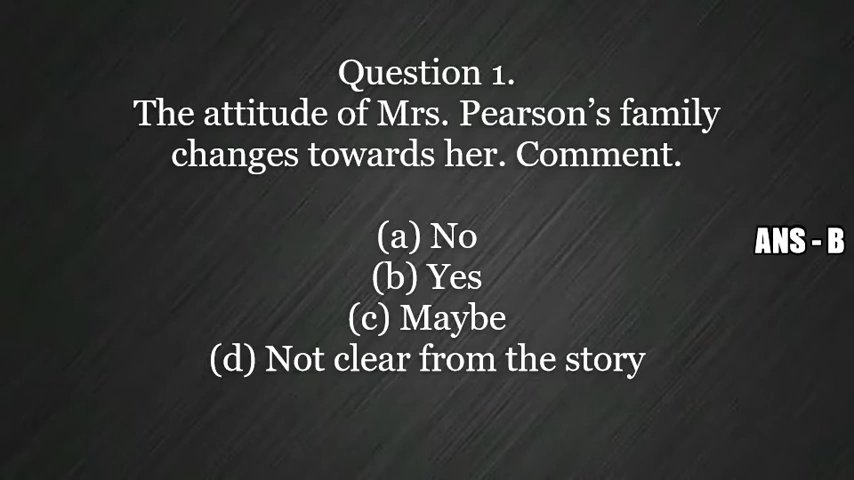 Question 1.
The attitude of Mrs. Pearson’s family
changes towards her. Comment.
(a) No
(b) Yes
(c) Maybe
(d) Not clear from the story
ANS - B